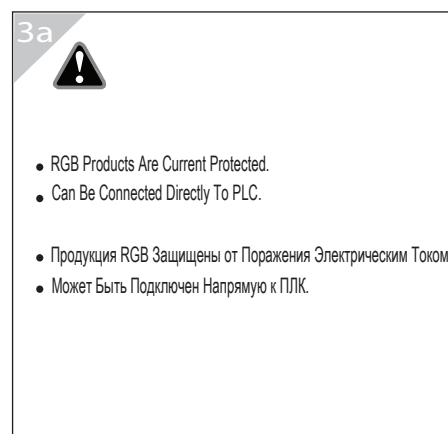 3a
RGB Products Are Current Protected.
Can Be Connected Directly To PLC.
Продукция RGB Защищены от Поражения Электрическим Током
Может Быть Подключен Напрямую к ПЛК.